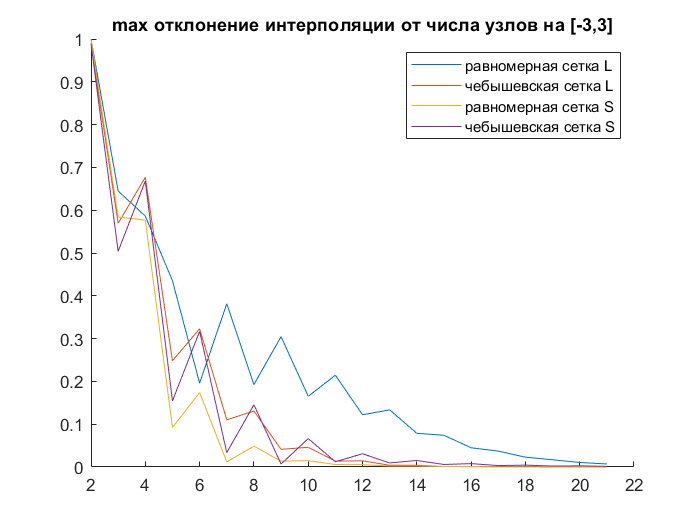 max отклонение интерполяции от числа узлов на [-3,3]
равномерная сетка L
чебышевская сетка L
равномерная сетка S
чебышевская сетка S
1
0.9
0.8
0.7
0.6
0.5
0.4
0.3
0.2
0.1
0
2 4 6 8 10 12 14 16 18 20 22